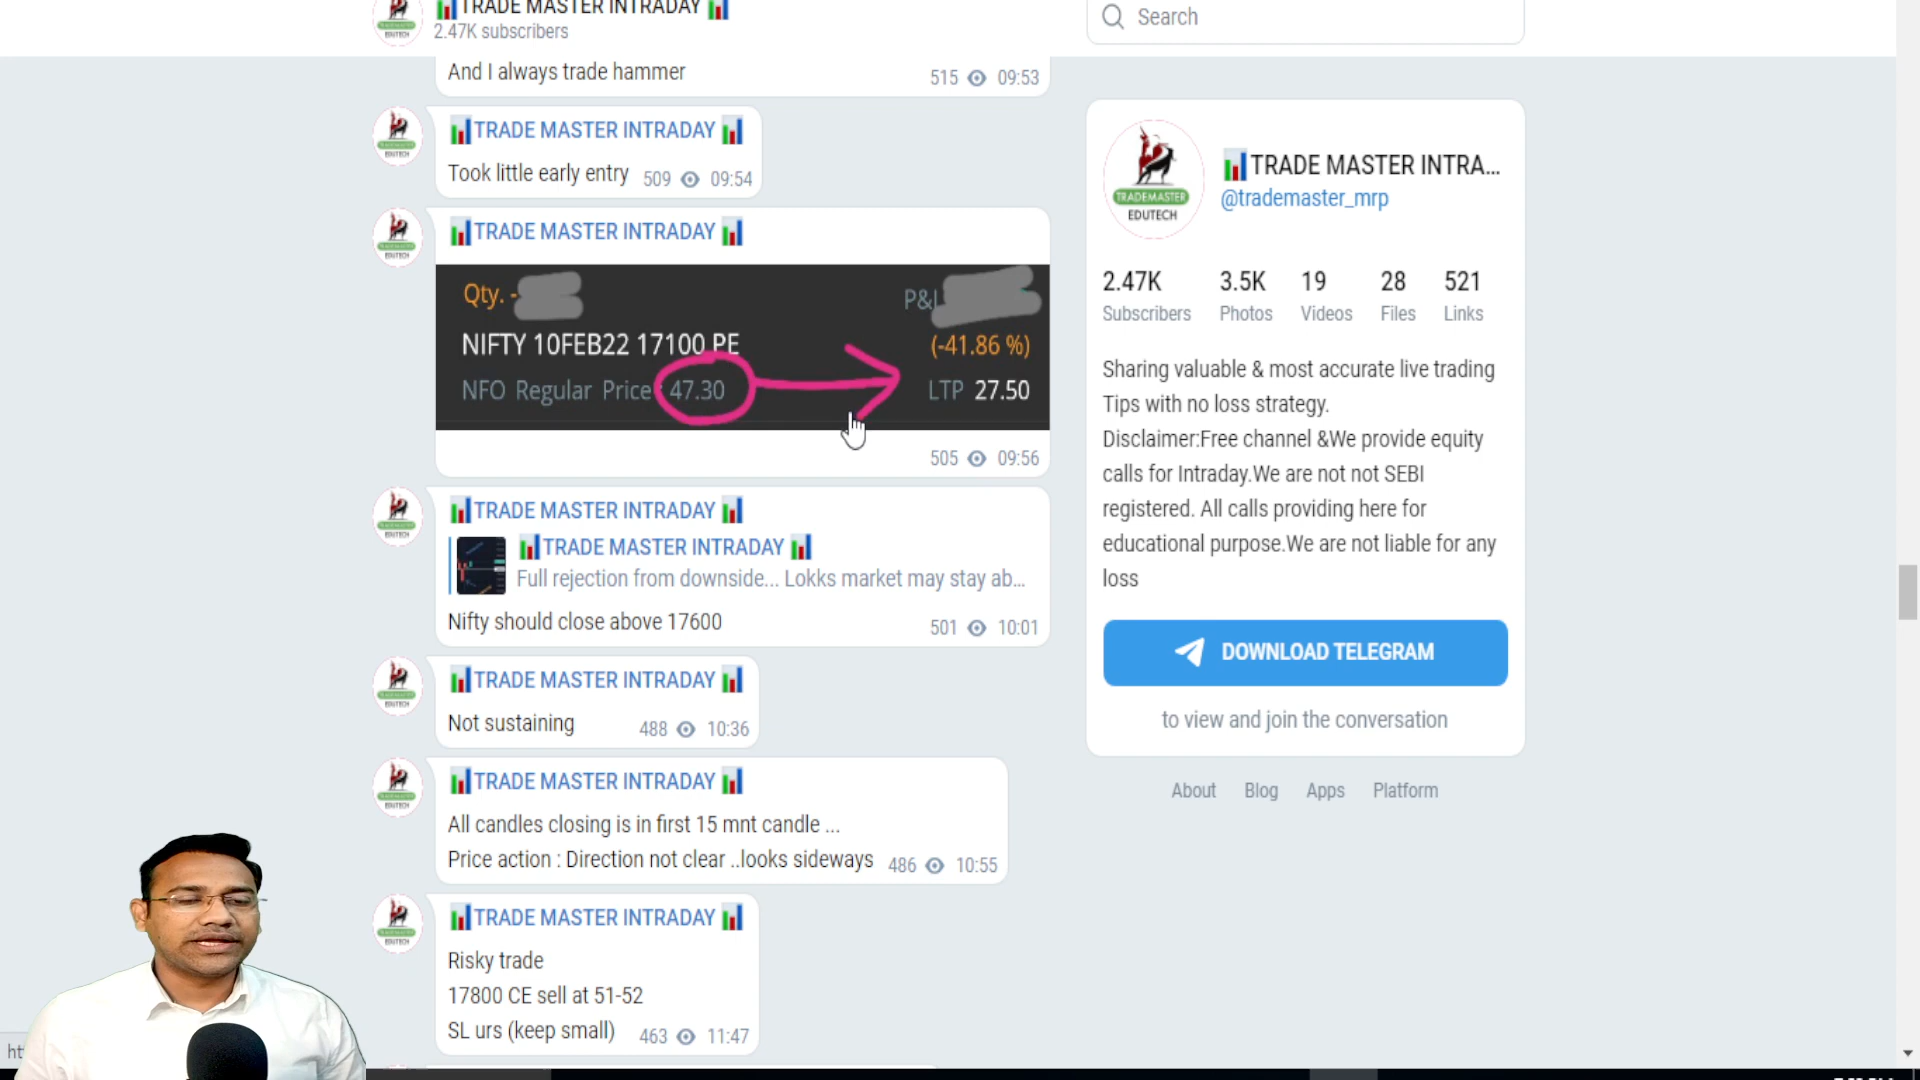 TRADE MASTER INTRADAY
2.47K subscribers
Search
And I always trade hammer
515 09:53
TRADE MASTER INTRADAY
Took little early entry 509 09:54
TRADE MASTER INTRADAY
Qty. -
P&L
NIFTY 10FEB22 17100 PE
(-41.86 %)
NFO Regular Price 47.30
LTP 27.50
505 09:56
TRADE MASTER INTRADAY
TRADE MASTER INTRADAY
Full rejection from downside... Lokks market may stay ab...
Nifty should close above 17600
501 10:01
TRADE MASTER INTRADAY
Not sustaining 488 10:36
TRADE MASTER INTRADAY
All candles closing is in first 15 mnt candle ...
Price action : Direction not clear ..looks sideways 486 10:55
TRADE MASTER INTRADAY
Risky trade
17800 CE sell at 51-52
SL urs (keep small) 463 11:47
TRADEMASTER
EDUTECH
TRADE MASTER INTRA...
@trademaster_mrp
2.47K 3.5K 19 28 521
Subscribers Photos Videos Files Links
Sharing valuable & most accurate live trading
Tips with no loss strategy.
Disclaimer:Free channel &We provide equity
calls for Intraday.We are not not SEBI
registered. All calls providing here for
educational purpose.We are not liable for any
loss
DOWNLOAD TELEGRAM
to view and join the conversation
About Blog Apps Platform
ht